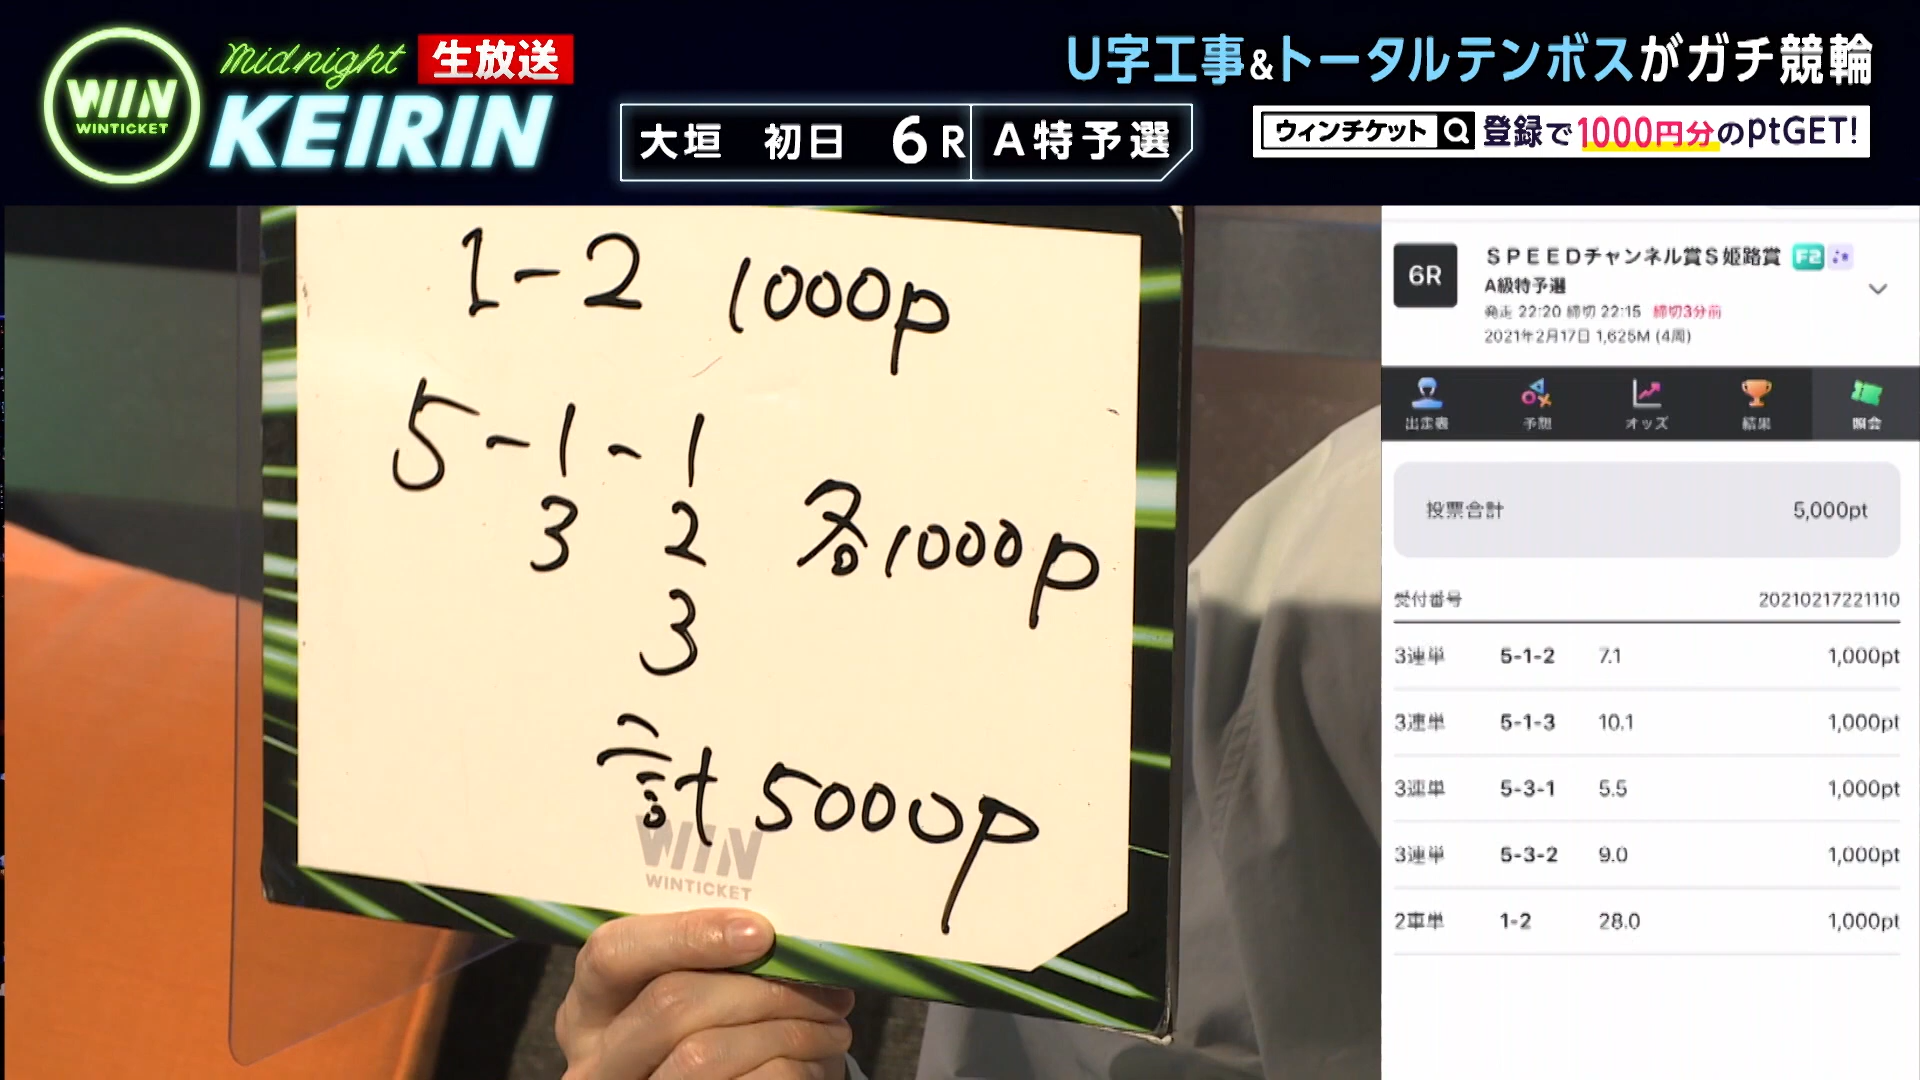 WIN
WINTICKET
Midnight
生放送
KEIRIN
大垣 初日 6R A特予選
U字工事&トータルテンボスがガチ競輪
ウィンチケット 登録で1000円分のptGET!
1-2 1000p
5-1-1
3 2 各1000p
3
計 5000p
WIN
WINTICKET
6R
SPEEDチャンネル賞S姫路賞 F2
A級特予選
発走 22:20 締切 22:15 締切3分前
2021年2月17日 1,625M (4周)
出走表 予想 オッズ 結果 照会
投票合計 5,000pt
受付番号 20210217221110
3連単 5-1-2 7.1 1,000pt
3連単 5-1-3 10.1 1,000pt
3連単 5-3-1 5.5 1,000pt
3連単 5-3-2 9.0 1,000pt
2車単 1-2 28.0 1,000pt